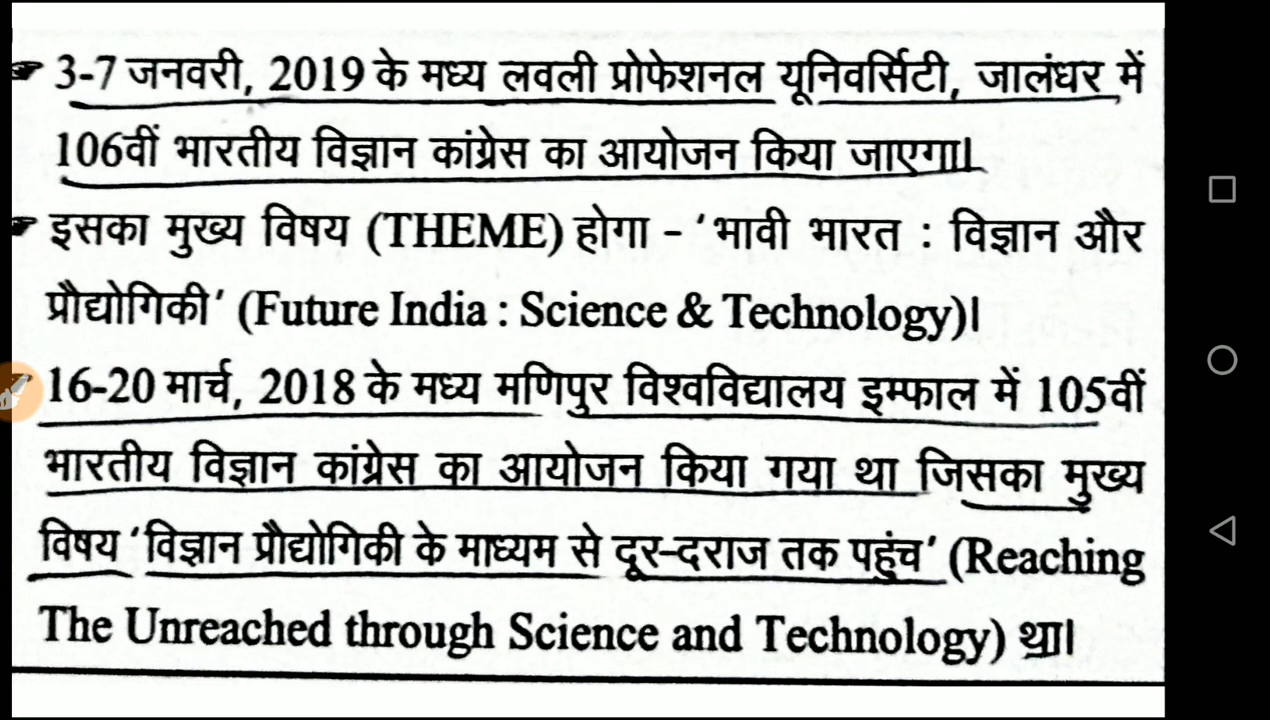 ☞ 3-7 जनवरी, 2019 के मध्य लवली प्रोफेशनल यूनिवर्सिटी, जालंधर में
106वीं भारतीय विज्ञान कांग्रेस का आयोजन किया जाएगा।
☞ इसका मुख्य विषय (THEME) होगा - ‘भावी भारत : विज्ञान और
प्रौद्योगिकी’ (Future India : Science & Technology)।
16-20 मार्च, 2018 के मध्य मणिपुर विश्वविद्यालय इम्फाल में 105वीं
भारतीय विज्ञान कांग्रेस का आयोजन किया गया था जिसका मुख्य
विषय ‘विज्ञान प्रौद्योगिकी के माध्यम से दूर-दराज तक पहुंच’ (Reaching
The Unreached through Science and Technology) था।